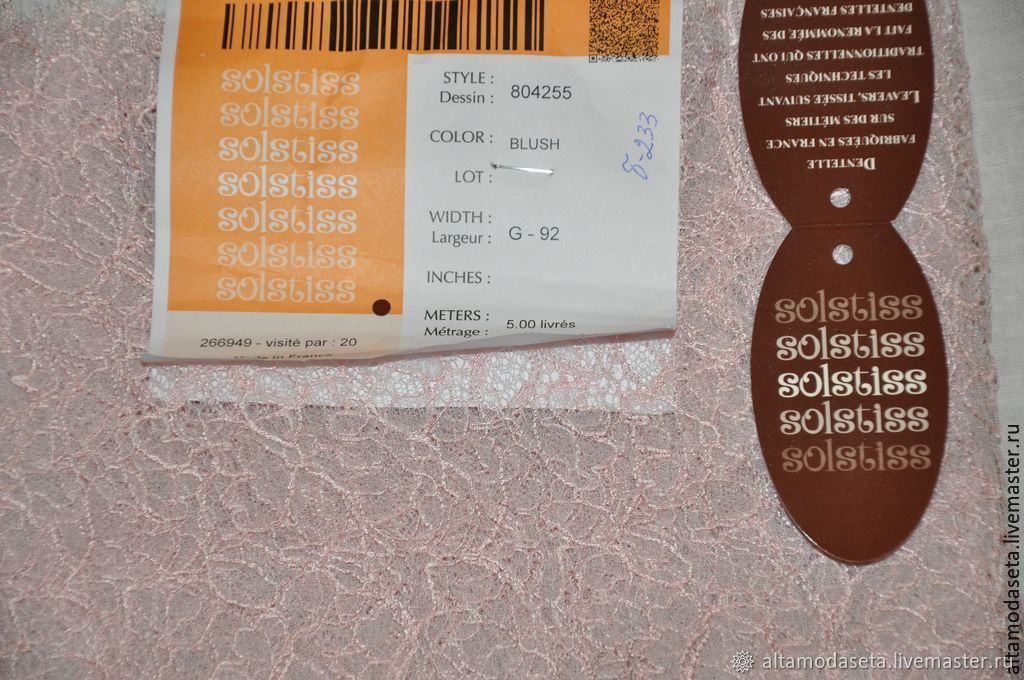 solstiss
solstiss
solstiss
solstiss
solstiss
solstiss
solstiss
STYLE :
Dessin : 804255
COLOR : BLUSH
LOT :
WIDTH :
Largeur : G - 92
INCHES :
METERS :
Métrage : 5.00 livrés
266949 - visité par : 20
Made in France
δ-233
DENTELLE
FABRIQUÉES EN FRANCE
SUR DES MÉTIERS
LEAVERS, TISSÉE SUIVANT
LES TECHNIQUES
TRADITIONNELLES QUI ONT
FAIT LA RENOMMÉE DES
DENTELLES FRANÇAISES
solstiss
solstiss
solstiss
solstiss
solstiss
altamodaseta.livemaster.ru
altamodaseta.livemaster.ru